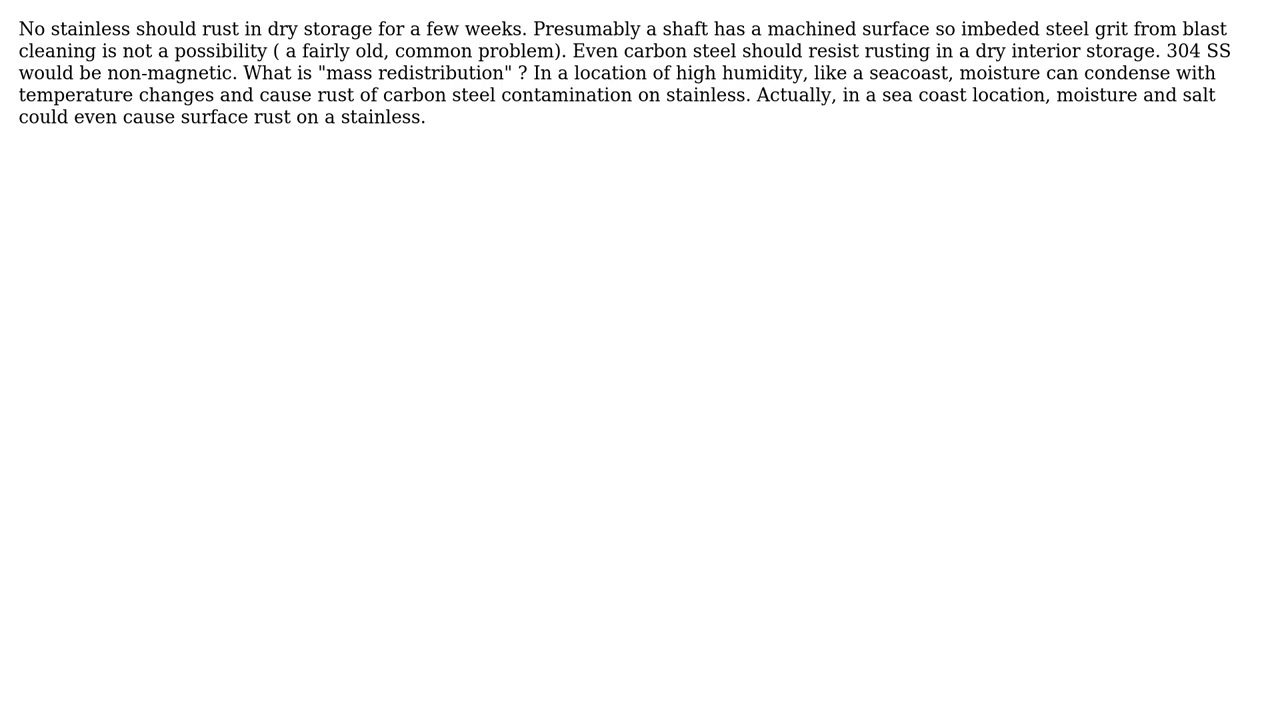 No stainless should rust in dry storage for a few weeks. Presumably a shaft has a machined surface so imbeded steel grit from blast
cleaning is not a possibility ( a fairly old, common problem). Even carbon steel should resist rusting in a dry interior storage. 304 SS
would be non-magnetic. What is "mass redistribution" ? In a location of high humidity, like a seacoast, moisture can condense with
temperature changes and cause rust of carbon steel contamination on stainless. Actually, in a sea coast location, moisture and salt
could even cause surface rust on a stainless.